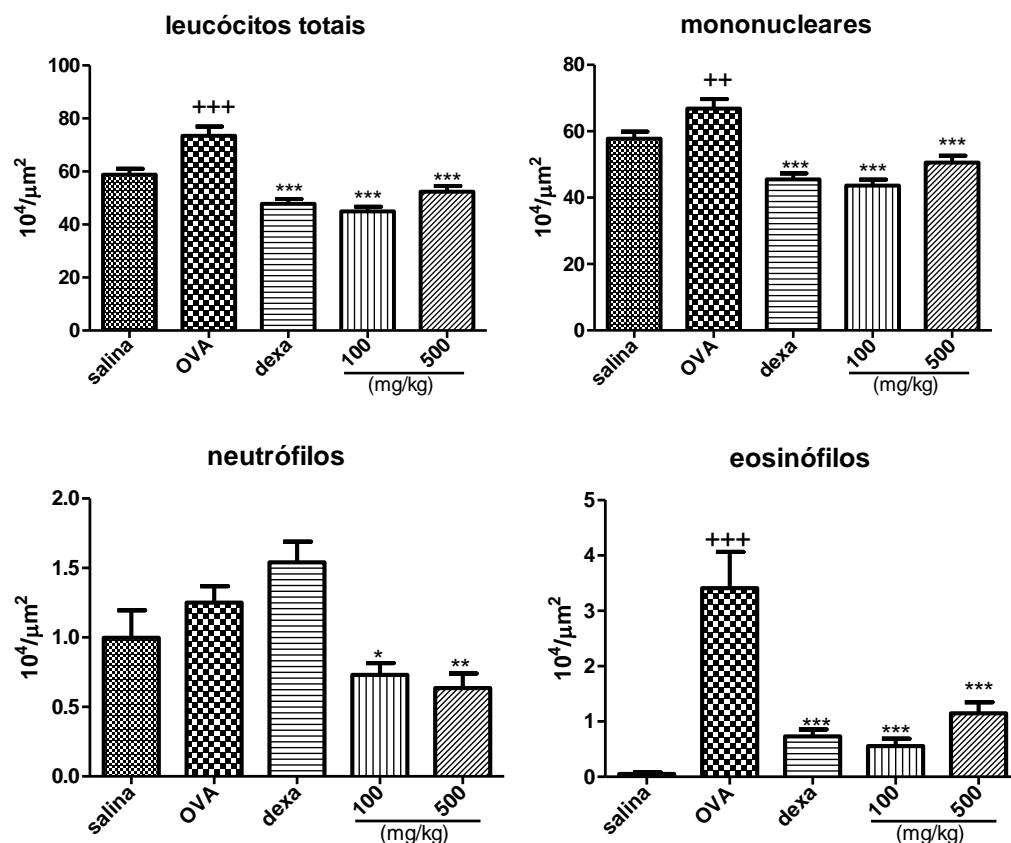 leucócitos totais
10⁴/μm²
100
80
60
40
20
0
+++
***
***
***
salina
OVA
dexa
100
500
(mg/kg)
mononucleares
10⁴/μm²
80
60
40
20
0
++
***
***
***
salina
OVA
dexa
100
500
(mg/kg)
neutrófilos
10⁴/μm²
2.0
1.5
1.0
0.5
0.0
*
**
salina
OVA
dexa
100
500
(mg/kg)
eosinófilos
10⁴/μm²
5
4
3
2
1
0
+++
***
***
***
salina
OVA
dexa
100
500
(mg/kg)